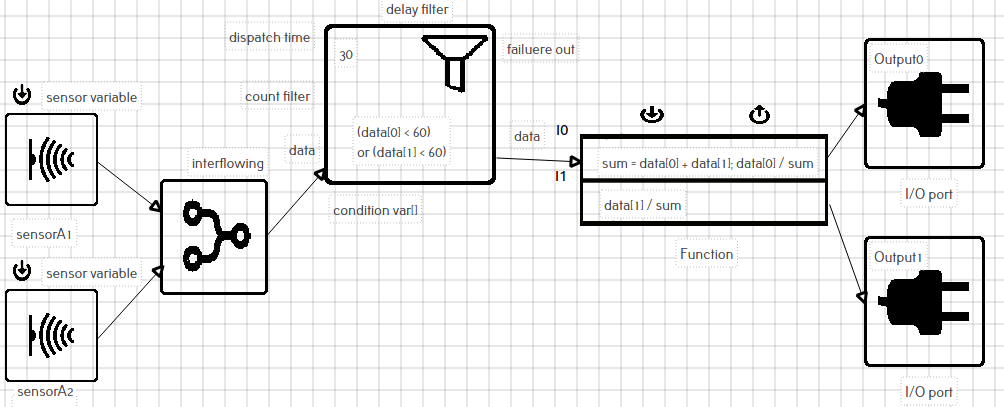 delay filter
dispatch time
30
failuere out
count filter
(data[0] < 60)
or (data[1] < 60)
condition var[]
sensor variable
sensorA1
sensor variable
sensorA2
interflowing
data
data
I0
I1
sum = data[0] + data[1]; data[0] / sum
data[1] / sum
Function
Output0
I/O port
Output1
I/O port